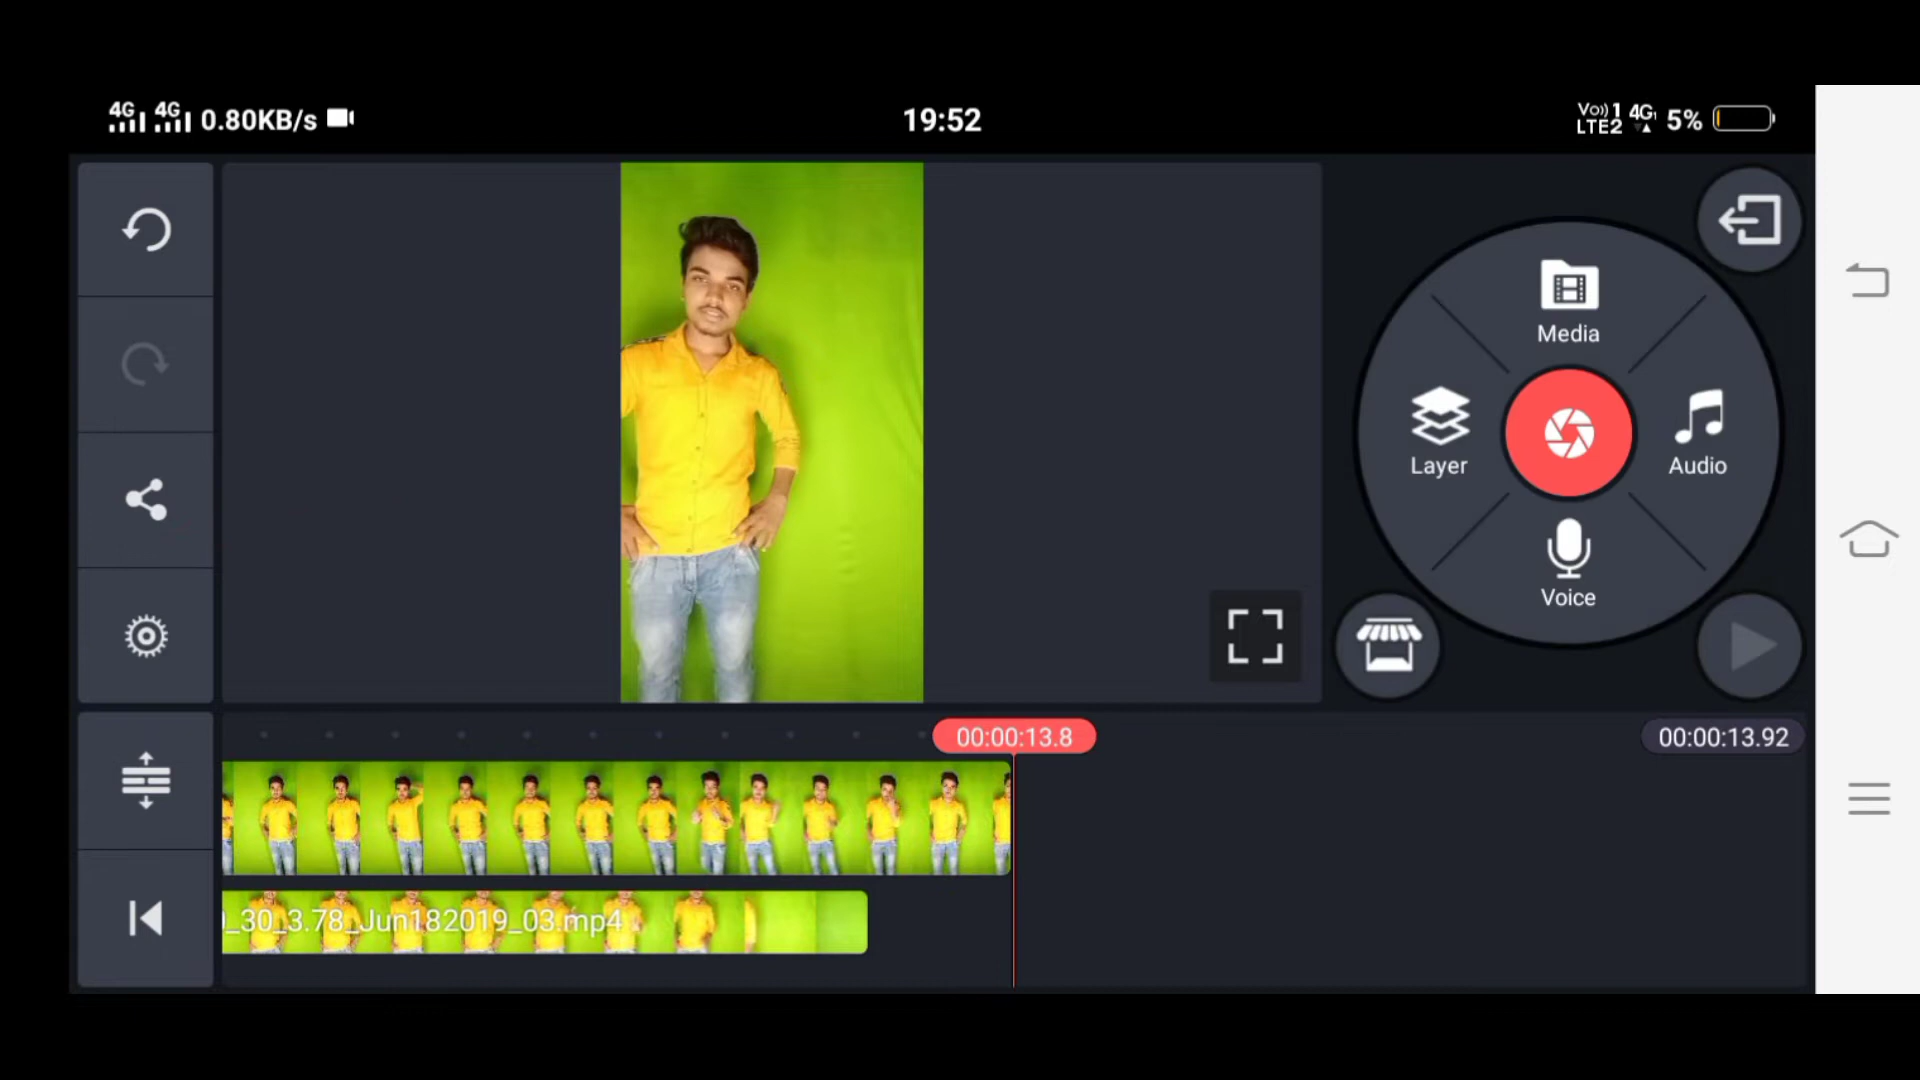 4G 4G 0.80KB/s
19:52
Vo)) 1 4G
LTE2
5%
Media
Layer
Audio
Voice
00:00:13.8
00:00:13.92
_30_3.78_Jun182019_03.mp4